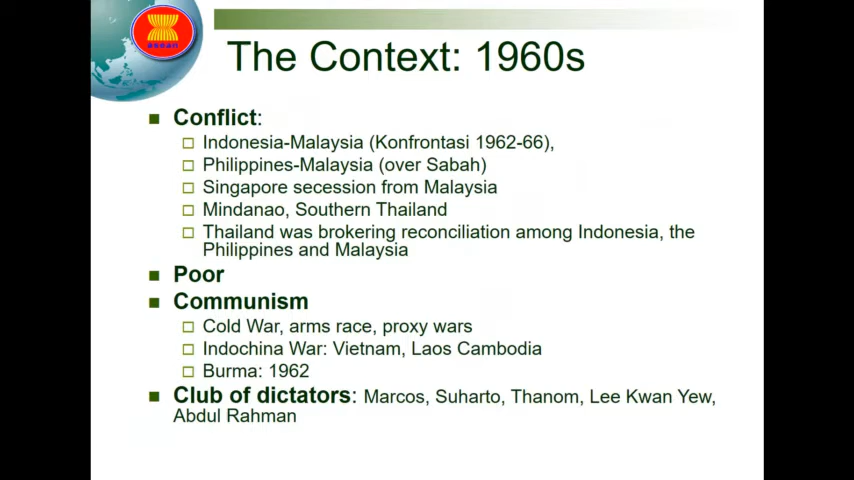 asean
The Context: 1960s
Conflict:
Indonesia-Malaysia (Konfrontasi 1962-66),
Philippines-Malaysia (over Sabah)
Singapore secession from Malaysia
Mindanao, Southern Thailand
Thailand was brokering reconciliation among Indonesia, the
Philippines and Malaysia
Poor
Communism
Cold War, arms race, proxy wars
Indochina War: Vietnam, Laos Cambodia
Burma: 1962
Club of dictators: Marcos, Suharto, Thanom, Lee Kwan Yew,
Abdul Rahman